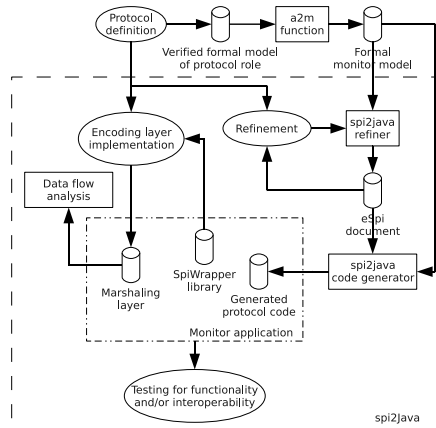 Protocol
definition
a2m
function
Verified formal model
of protocol role
Formal
monitor model
Encoding layer
implementation
Refinement
spi2java
refiner
Data flow
analysis
eSpi
document
SpiWrapper
library
Marshaling
layer
Generated
protocol code
spi2java
code generator
Monitor application
Testing for functionality
and/or interoperability
spi2Java